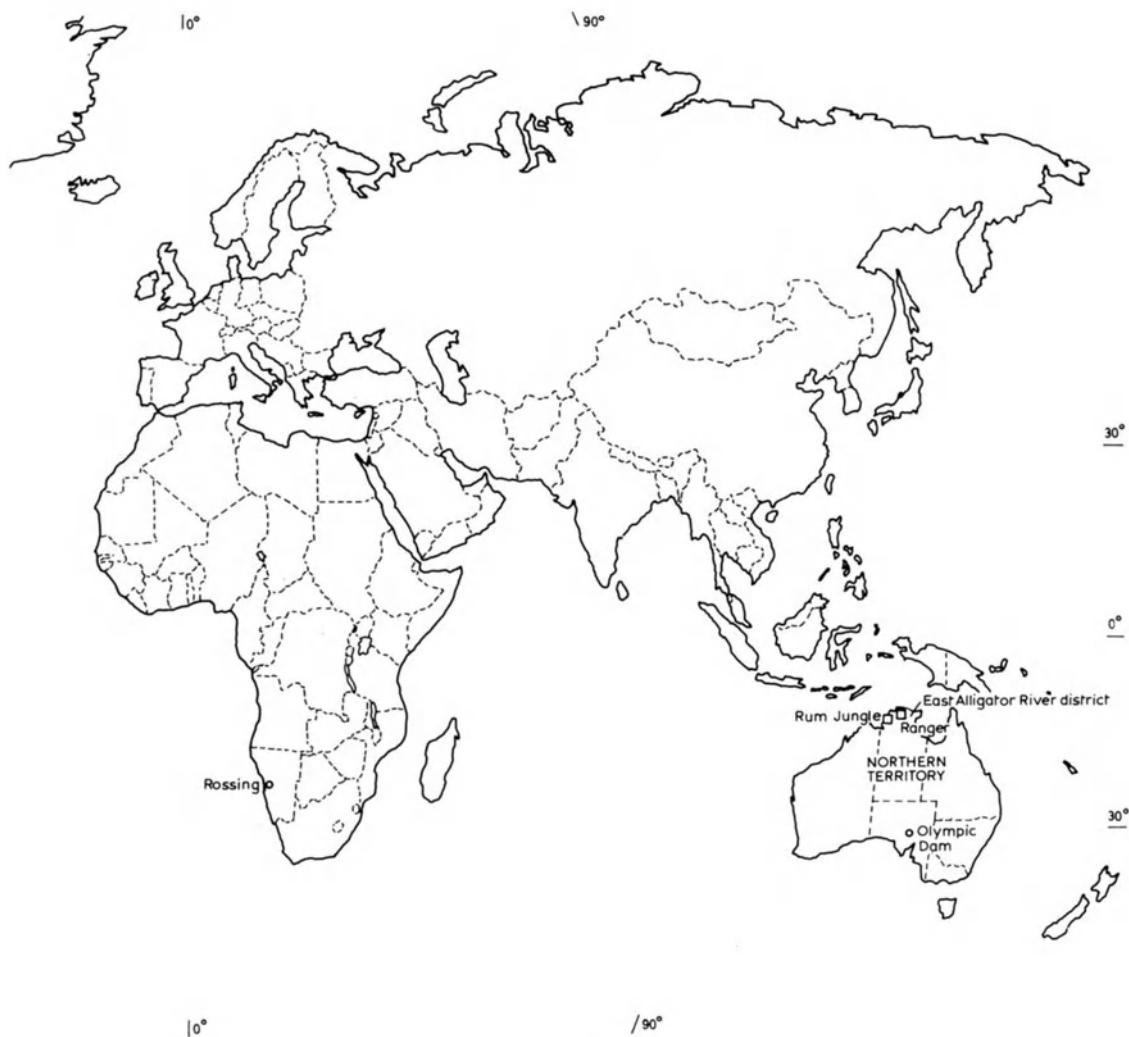 |0°
\90°
30°
0°
East Alligator River district
Rum Jungle
Ranger
NORTHERN
TERRITORY
Rossing
30°
Olympic
Dam
|0°
/90°